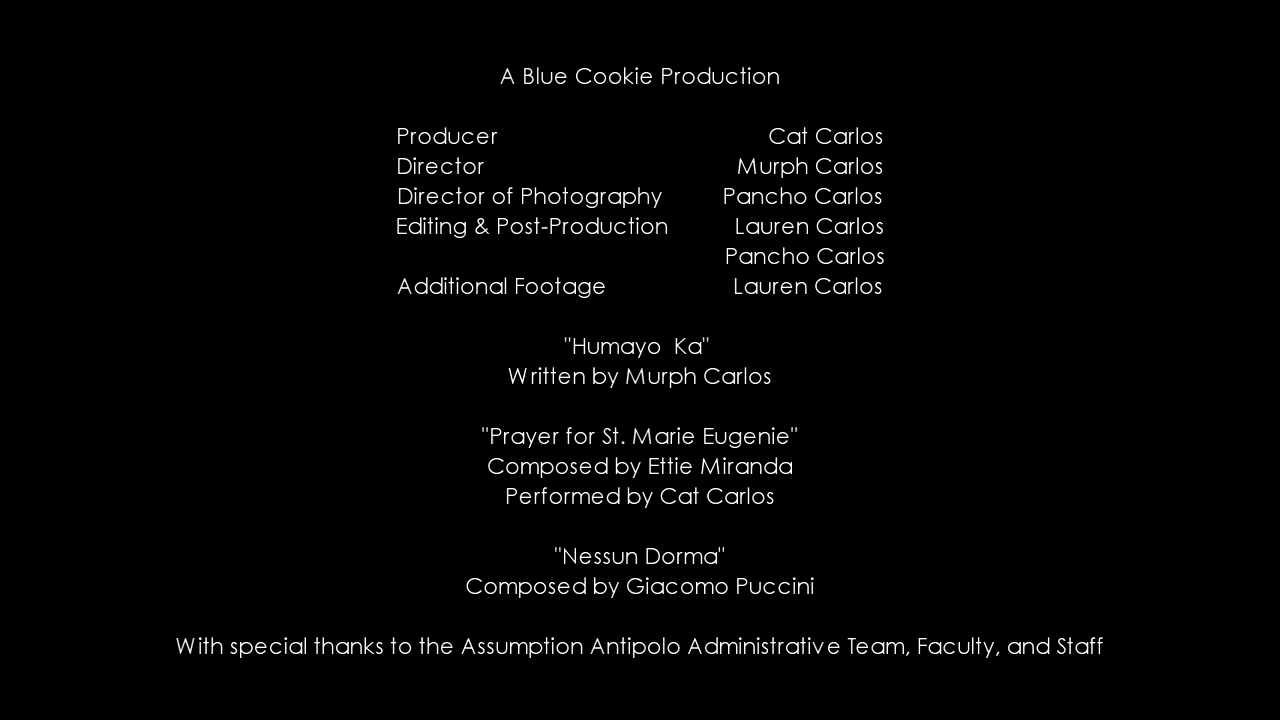 A Blue Cookie Production
Producer Cat Carlos
Director Murph Carlos
Director of Photography Pancho Carlos
Editing & Post-Production Lauren Carlos
Pancho Carlos
Additional Footage Lauren Carlos
"Humayo Ka"
Written by Murph Carlos
"Prayer for St. Marie Eugenie"
Composed by Ettie Miranda
Performed by Cat Carlos
"Nessun Dorma"
Composed by Giacomo Puccini
With special thanks to the Assumption Antipolo Administrative Team, Faculty, and Staff